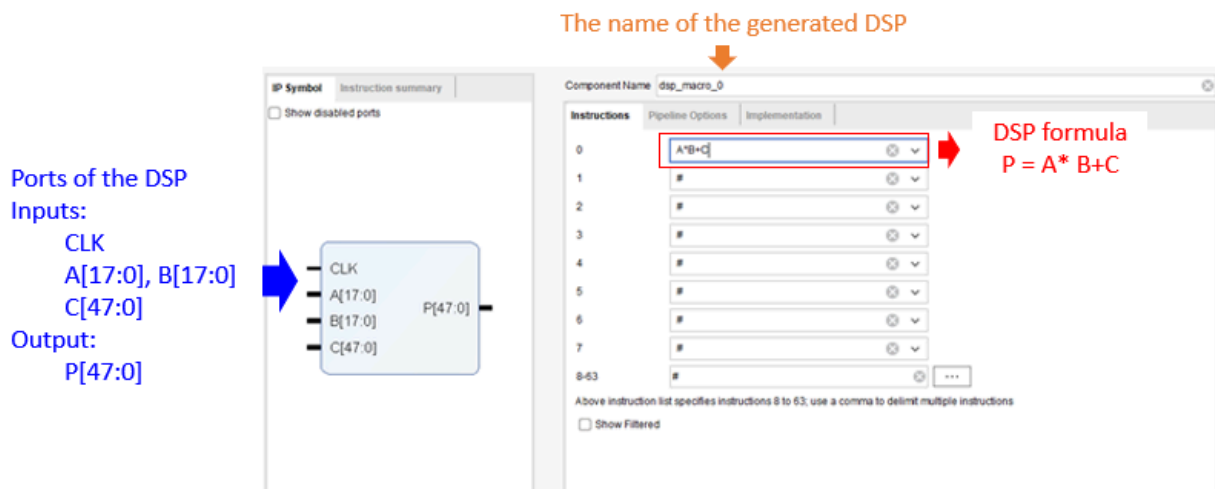 The name of the generated DSP
IP Symbol
Instruction summary
Show disabled ports
Ports of the DSP
Inputs:
CLK
A[17:0], B[17:0]
C[47:0]
Output:
P[47:0]
CLK
A[17:0]
B[17:0]
C[47:0]
P[47:0]
Component Name dsp_macro_0
Instructions
Pipeline Options
Implementation
0 A*B+C
1 #
2 #
3 #
4 #
5 #
6 #
7 #
8-63 # ...
Above instruction list specifies instructions 8 to 63; use a comma to delimit multiple instructions
Show Filtered
DSP formula
P = A* B+C